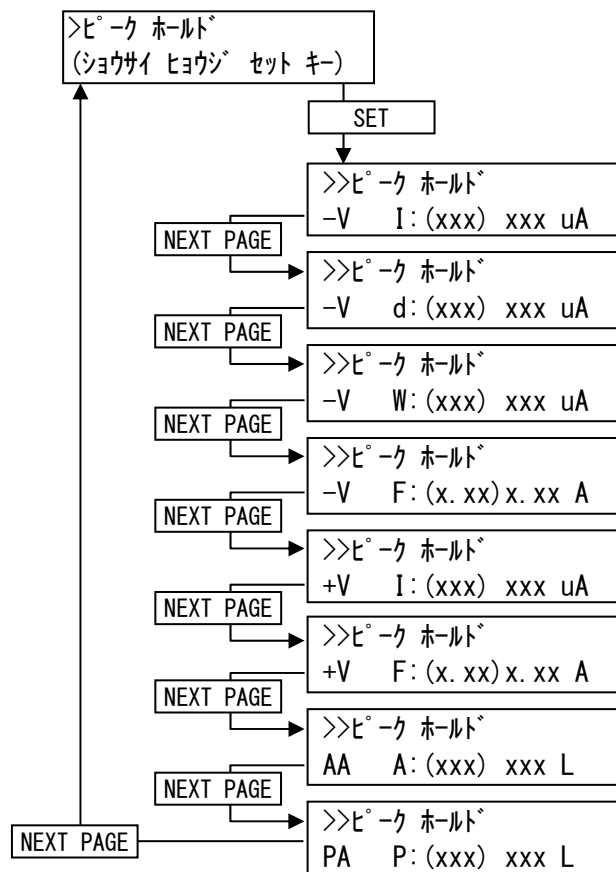 >ﾋﾟｰｸ ﾎｰﾙﾄﾞ
(ｼｮｳｻｲ ﾋｮｳｼﾞ ｾｯﾄ ｷｰ)
SET
>>ﾋﾟｰｸ ﾎｰﾙﾄﾞ
-V I:(xxx) xxx uA
NEXT PAGE
>>ﾋﾟｰｸ ﾎｰﾙﾄﾞ
-V d:(xxx) xxx uA
NEXT PAGE
>>ﾋﾟｰｸ ﾎｰﾙﾄﾞ
-V W:(xxx) xxx uA
NEXT PAGE
>>ﾋﾟｰｸ ﾎｰﾙﾄﾞ
-V F:(x.xx)x.xx A
NEXT PAGE
>>ﾋﾟｰｸ ﾎｰﾙﾄﾞ
+V I:(xxx) xxx uA
NEXT PAGE
>>ﾋﾟｰｸ ﾎｰﾙﾄﾞ
+V F:(x.xx)x.xx A
NEXT PAGE
>>ﾋﾟｰｸ ﾎｰﾙﾄﾞ
AA A:(xxx) xxx L
NEXT PAGE
>>ﾋﾟｰｸ ﾎｰﾙﾄﾞ
PA P:(xxx) xxx L
NEXT PAGE